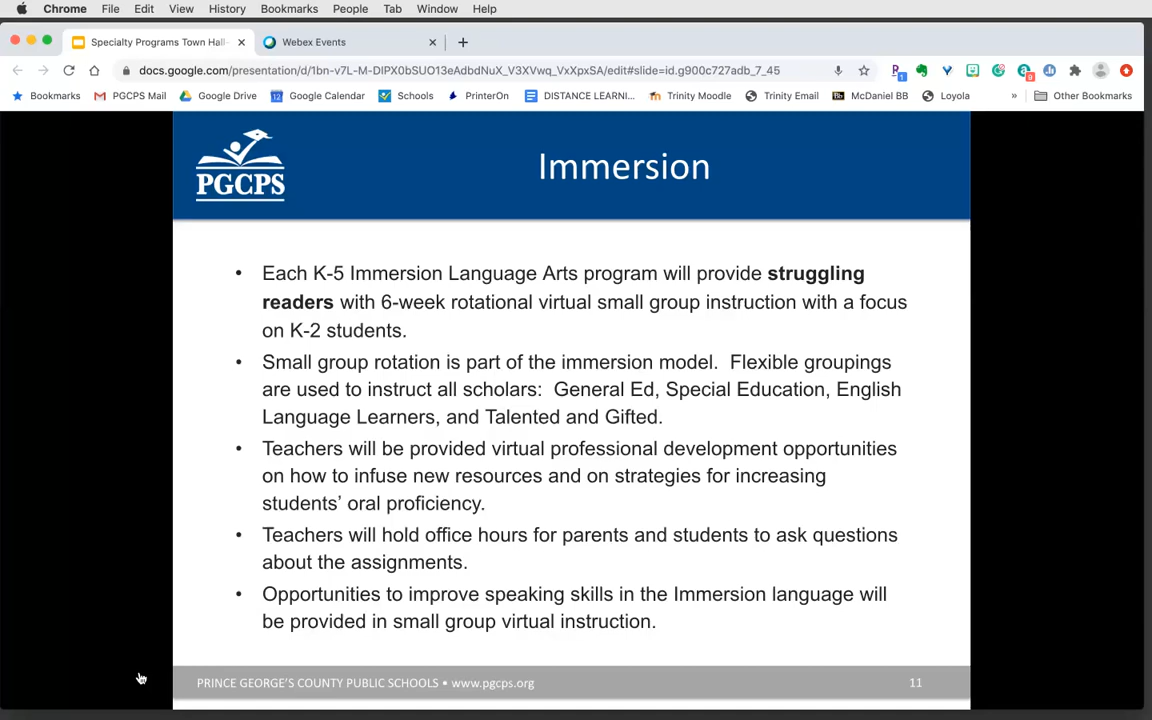 Chrome File Edit View History Bookmarks People Tab Window Help
Specialty Programs Town Hall- Webex Events
docs.google.com/presentation/d/1bn-v7L-M-DIPX0bSUO13eAdbdNuX_V3XVwq_VxXpxSA/edit#slide=id.g900c727adb_7_45
Bookmarks PGCPS Mail Google Drive Google Calendar Schools PrinterOn DISTANCE LEARNI... Trinity Moodle Trinity Email McDaniel BB Loyola » Other Bookmarks
PGCPS
Immersion
• Each K-5 Immersion Language Arts program will provide struggling
readers with 6-week rotational virtual small group instruction with a focus
on K-2 students.
• Small group rotation is part of the immersion model. Flexible groupings
are used to instruct all scholars: General Ed, Special Education, English
Language Learners, and Talented and Gifted.
• Teachers will be provided virtual professional development opportunities
on how to infuse new resources and on strategies for increasing
students’ oral proficiency.
• Teachers will hold office hours for parents and students to ask questions
about the assignments.
• Opportunities to improve speaking skills in the Immersion language will
be provided in small group virtual instruction.
PRINCE GEORGE’S COUNTY PUBLIC SCHOOLS • www.pgcps.org 11